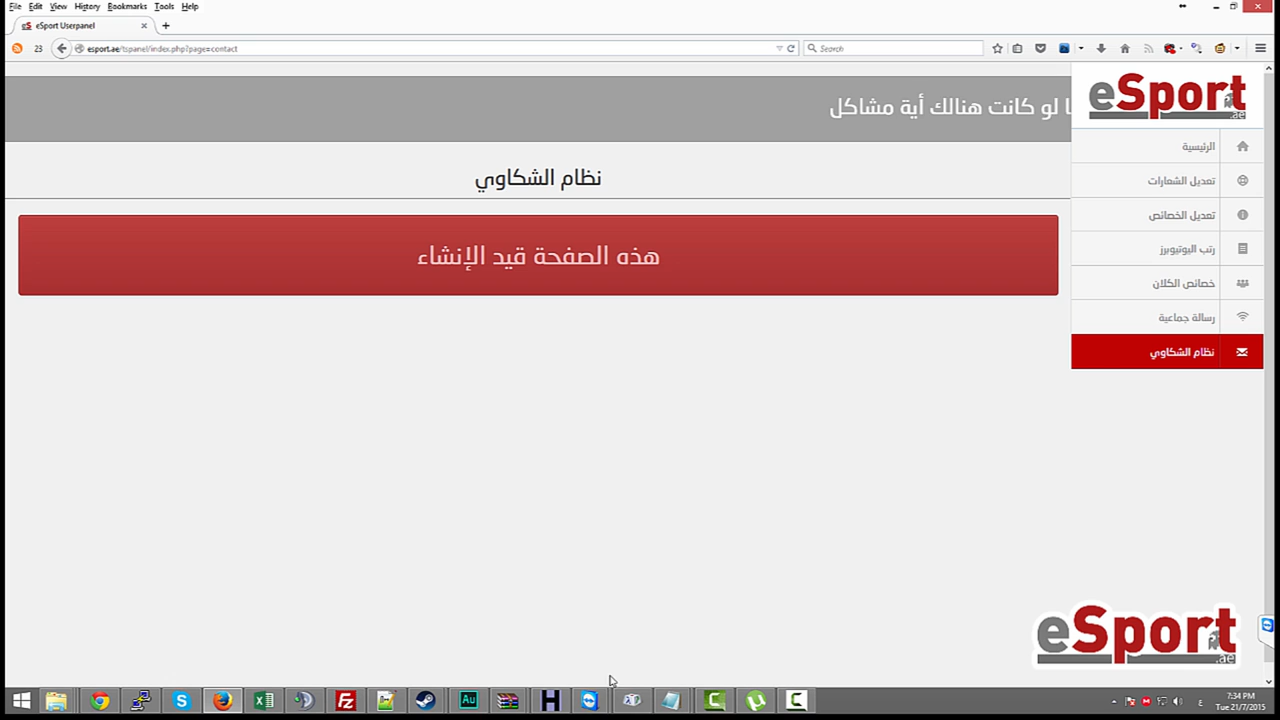 File Edit View History Bookmarks Tools Help
eSport Userpanel
23
esport.ae/tspanel/index.php?page=contact
Search
eSport
.ae
ا لو كانت هنالك أية مشاكل
الرئيسية
نظام الشكاوي
تعديل الشعارات
تعديل الخصائص
هذه الصفحة قيد الإنشاء
رتب اليوتيوبرز
خصائص الكلان
رسالة جماعية
نظام الشكاوي
eSport
.ae
7:34 PM
Tue 21/7/2015